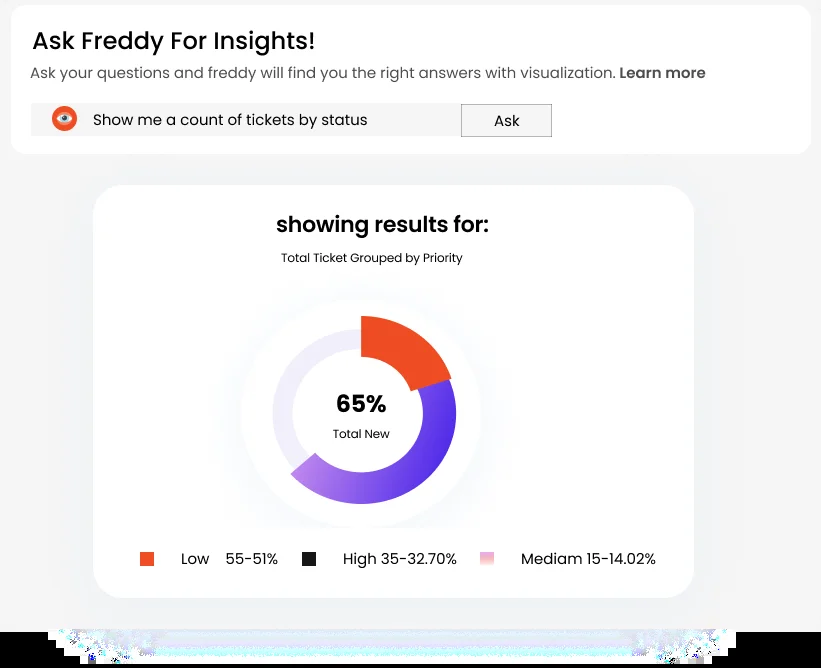 Ask Freddy For Insights!
Ask your questions and freddy will find you the right answers with visualization. Learn more
Show me a count of tickets by status Ask
showing results for:
Total Ticket Grouped by Priority
65%
Total New
Low 55-51% High 35-32.70% Mediam 15-14.02%